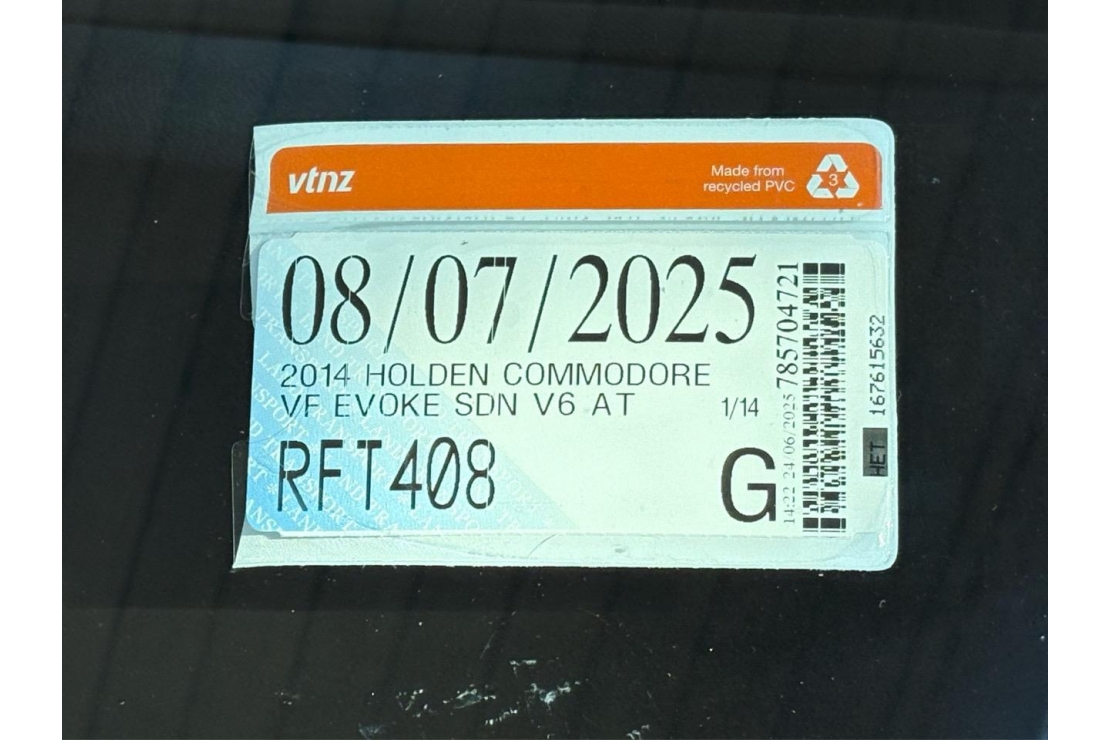 vtnz
Made from
recycled PVC
3
08/07/2025
2014 HOLDEN COMMODORE
VF EVOKE SDN V6 AT
1/14
RFT408
G
14:22 24/06/2025 785704721
HET 167615632